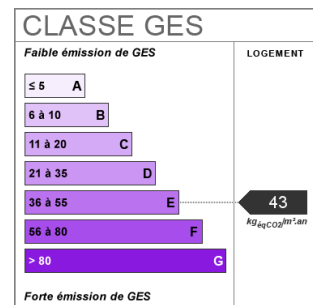 CLASSE GES
Faible émission de GES
LOGEMENT
≤ 5 A
6 à 10 B
11 à 20 C
21 à 35 D
36 à 55 E
43
kgéqCO2/m².an
56 à 80 F
> 80 G
Forte émission de GES